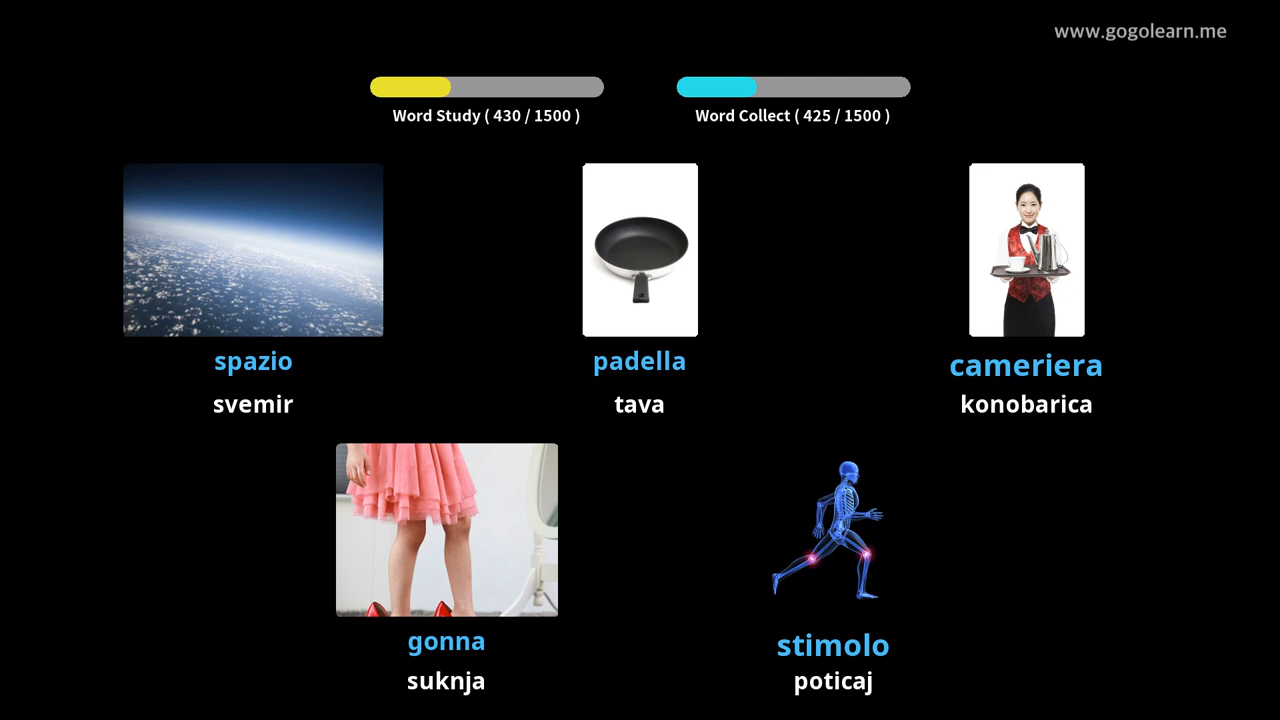 www.gogolearn.me
Word Study ( 430 / 1500 )
Word Collect ( 425 / 1500 )
spazio
svemir
padella
tava
cameriera
konobarica
gonna
suknja
stimolo
poticaj